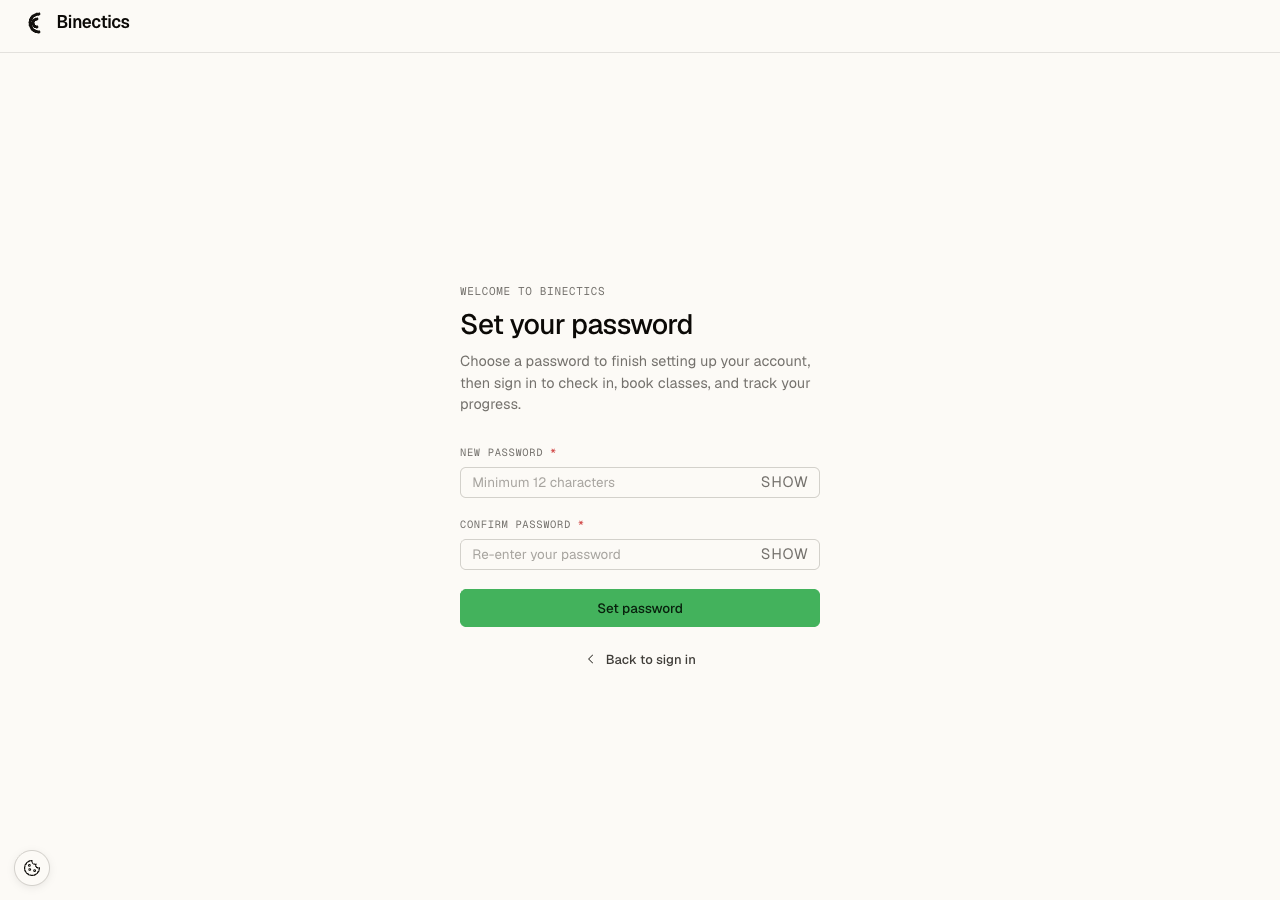 Binectics
WELCOME TO BINECTICS
Set your password
Choose a password to finish setting up your account,
then sign in to check in, book classes, and track your
progress.
NEW PASSWORD *
Minimum 12 characters SHOW
CONFIRM PASSWORD *
Re-enter your password SHOW
Set password
Back to sign in